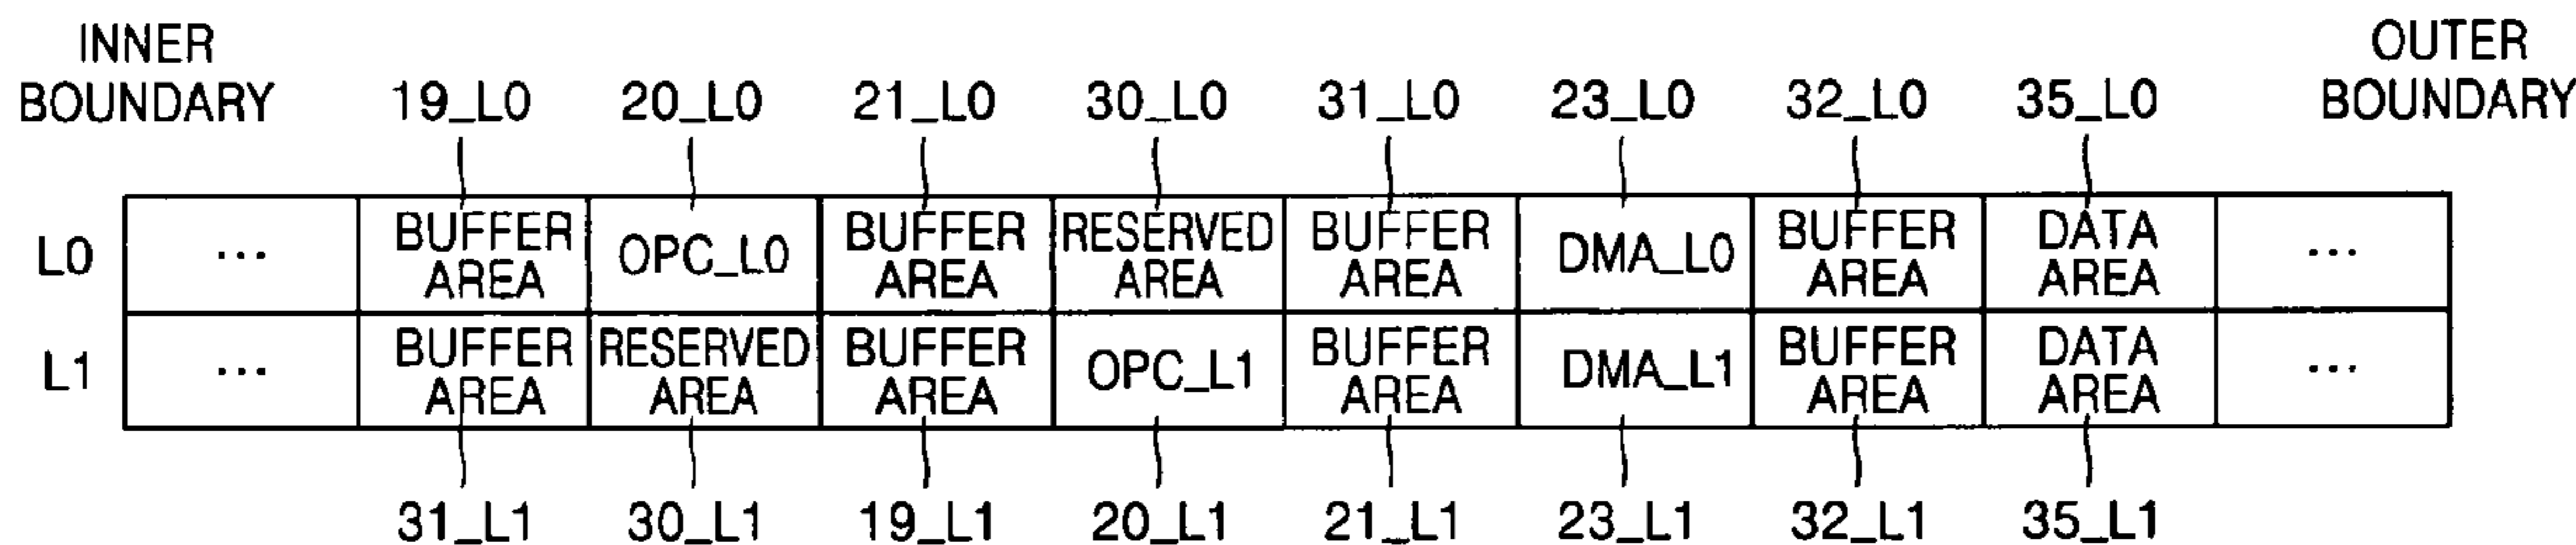 INNER
BOUNDARY
OUTER
BOUNDARY
19_L0 20_L0 21_L0 30_L0 31_L0 23_L0 32_L0 35_L0
L0
...
BUFFER
AREA
OPC_L0
BUFFER
AREA
RESERVED
AREA
BUFFER
AREA
DMA_L0
BUFFER
AREA
DATA
AREA
...
L1
...
BUFFER
AREA
RESERVED
AREA
BUFFER
AREA
OPC_L1
BUFFER
AREA
DMA_L1
BUFFER
AREA
DATA
AREA
...
31_L1 30_L1 19_L1 20_L1 21_L1 23_L1 32_L1 35_L1